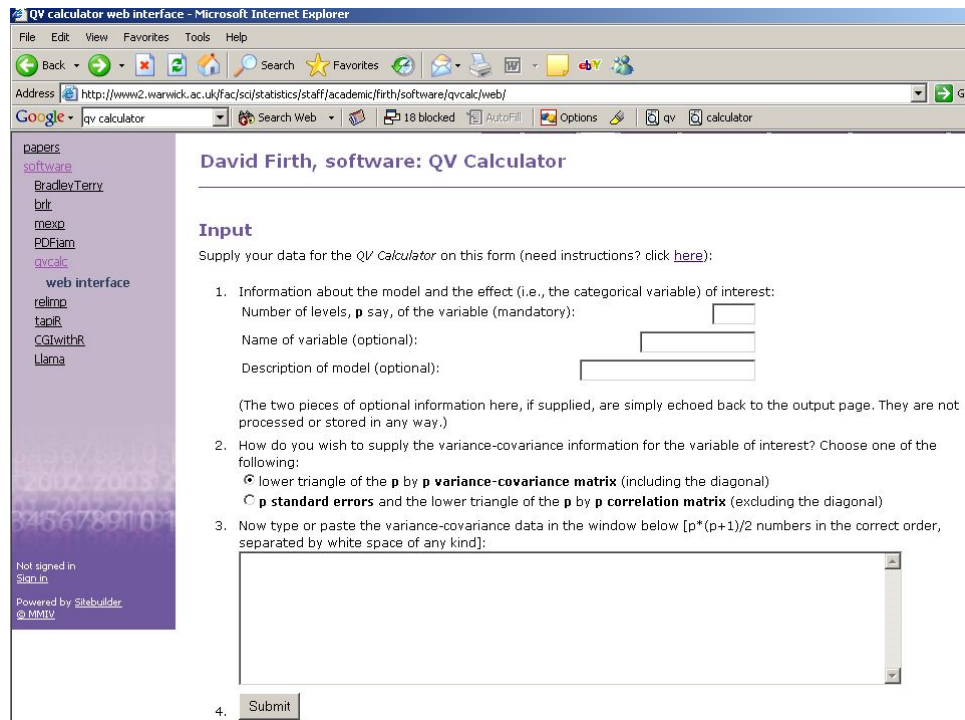 QV calculator web interface - Microsoft Internet Explorer
File Edit View Favorites Tools Help
Back Search Favorites ebY
Address http://www2.warwick.ac.uk/fac/sci/statistics/staff/academic/firth/software/qvcalc/web/ G
Google qv calculator Search Web 18 blocked AutoFill Options qv calculator
papers
software
BradleyTerry
brlr
mexp
PDFjam
qvcalc
web interface
relimp
tapiR
CGIwithR
Llama
Not signed in
Sign in
Powered by Sitebuilder
© MMIV
David Firth, software: QV Calculator
Input
Supply your data for the QV Calculator on this form (need instructions? click here):
1. Information about the model and the effect (i.e., the categorical variable) of interest:
Number of levels, p say, of the variable (mandatory):
Name of variable (optional):
Description of model (optional):
(The two pieces of optional information here, if supplied, are simply echoed back to the output page. They are not
processed or stored in any way.)
2. How do you wish to supply the variance-covariance information for the variable of interest? Choose one of the
following:
lower triangle of the p by p variance-covariance matrix (including the diagonal)
p standard errors and the lower triangle of the p by p correlation matrix (excluding the diagonal)
3. Now type or paste the variance-covariance data in the window below [p*(p+1)/2 numbers in the correct order,
separated by white space of any kind]:
4. Submit